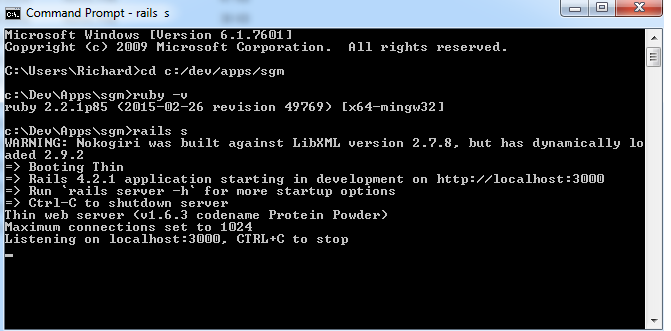 Command Prompt - rails s
Microsoft Windows [Version 6.1.7601]
Copyright (c) 2009 Microsoft Corporation.  All rights reserved.
C:\Users\Richard>cd c:/dev/apps/sgm
c:\Dev\Apps\sgm>ruby -v
ruby 2.2.1p85 (2015-02-26 revision 49769) [x64-mingw32]
c:\Dev\Apps\sgm>rails s
WARNING: Nokogiri was built against LibXML version 2.7.8, but has dynamically lo
aded 2.9.2
=> Booting Thin
=> Rails 4.2.1 application starting in development on http://localhost:3000
=> Run `rails server -h` for more startup options
=> Ctrl-C to shutdown server
Thin web server (v1.6.3 codename Protein Powder)
Maximum connections set to 1024
Listening on localhost:3000, CTRL+C to stop